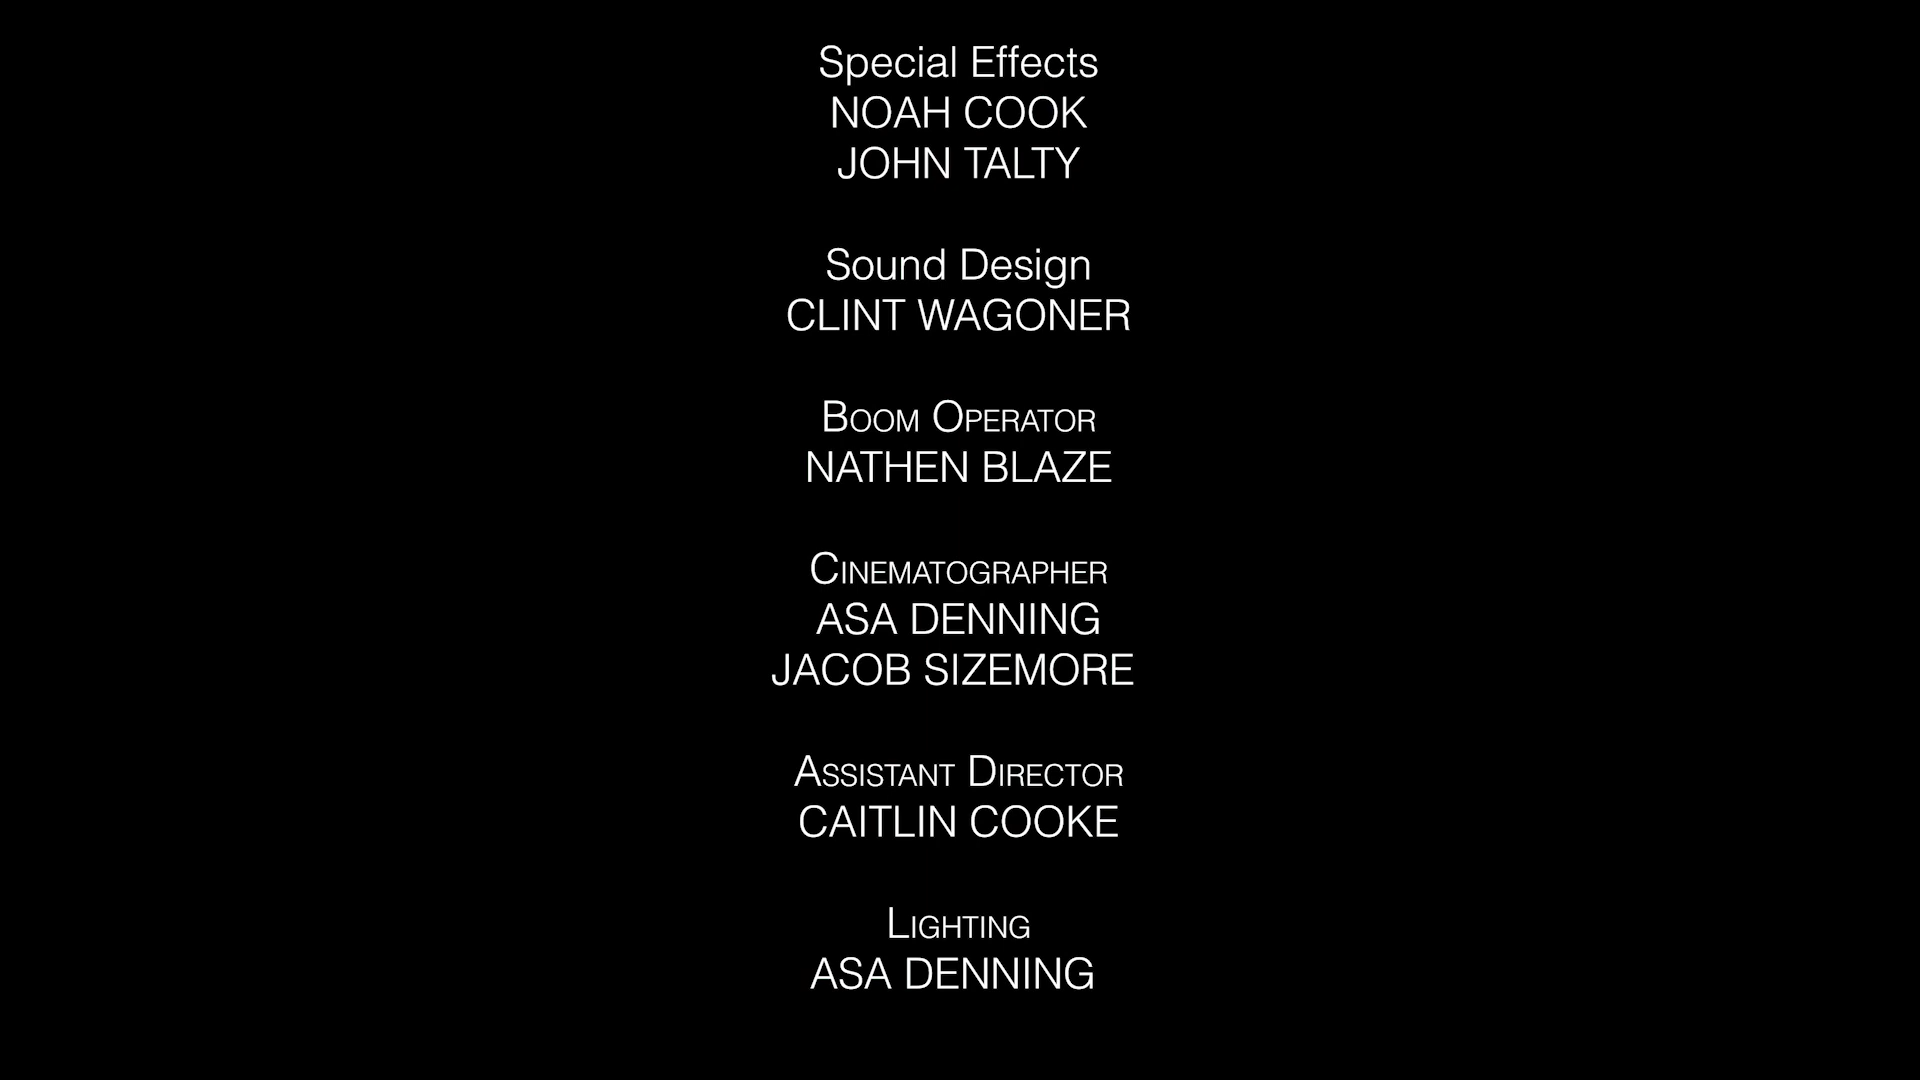 Special Effects
NOAH COOK
JOHN TALTY
Sound Design
CLINT WAGONER
Boom Operator
NATHEN BLAZE
Cinematographer
ASA DENNING
JACOB SIZEMORE
Assistant Director
CAITLIN COOKE
Lighting
ASA DENNING